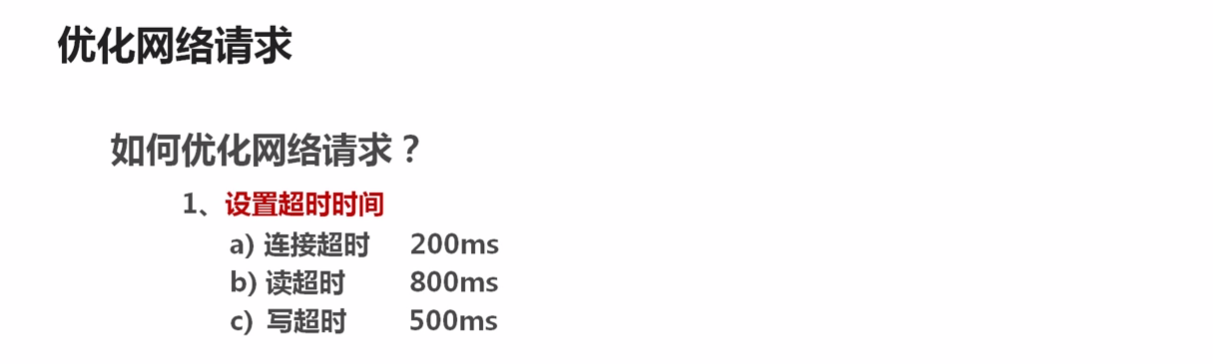 优化网络请求
如何优化网络请求？
1、设置超时时间
a) 连接超时 200ms
b) 读超时 800ms
c) 写超时 500ms